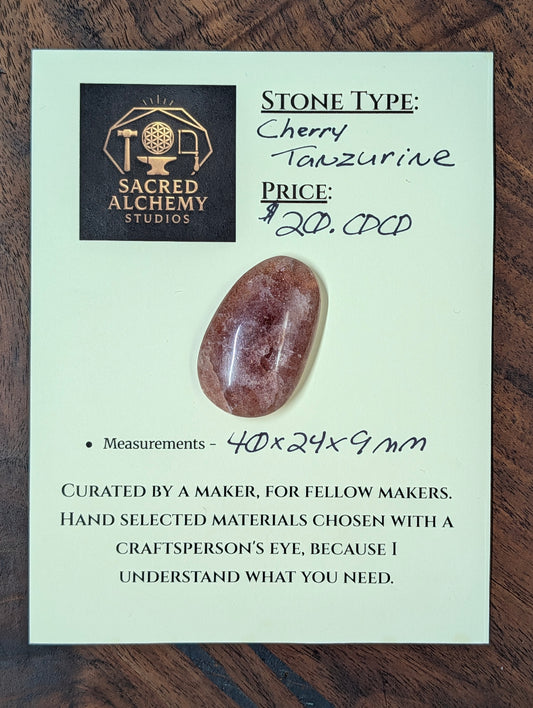 SACRED
ALCHEMY
STUDIOS
STONE TYPE:
Cherry
Tanzurine
PRICE:
$20.00
• Measurements - 40x24x9mm
CURATED BY A MAKER, FOR FELLOW MAKERS.
HAND SELECTED MATERIALS CHOSEN WITH A
CRAFTSPERSON'S EYE, BECAUSE I
UNDERSTAND WHAT YOU NEED.